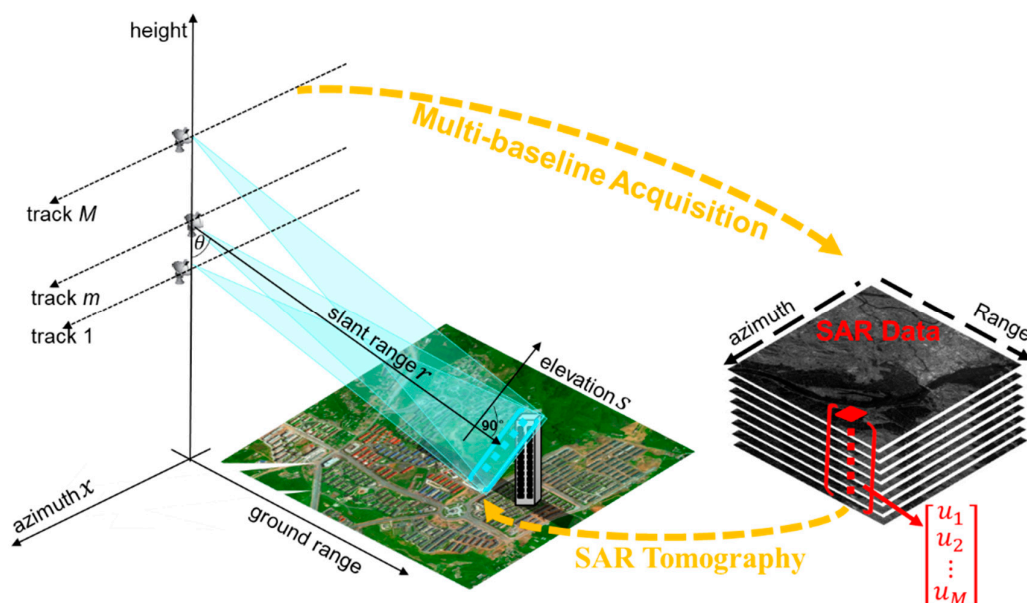 height
Multi-baseline Acquisition
track M
θ
track m
track 1
slant range r
elevation S
90°
azimuth x
ground range
SAR Tomography
azimuth
Range
SAR Data
u₁
u₂
⋮
u_M